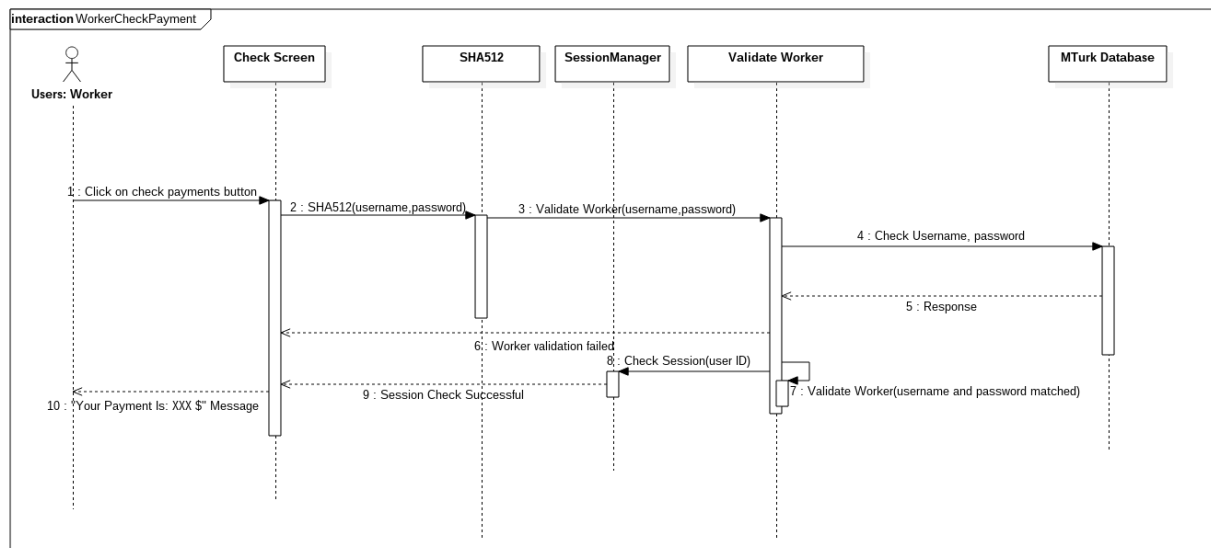 interaction WorkerCheckPayment
Users: Worker
Check Screen
SHA512
SessionManager
Validate Worker
MTurk Database
1 : Click on check payments button
2 : SHA512(username,password)
3 : Validate Worker(username,password)
4 : Check Username, password
5 : Response
6 : Worker validation failed
8 : Check Session(user ID)
7 : Validate Worker(username and password matched)
9 : Session Check Successful
10 : "Your Payment Is: XXX $" Message